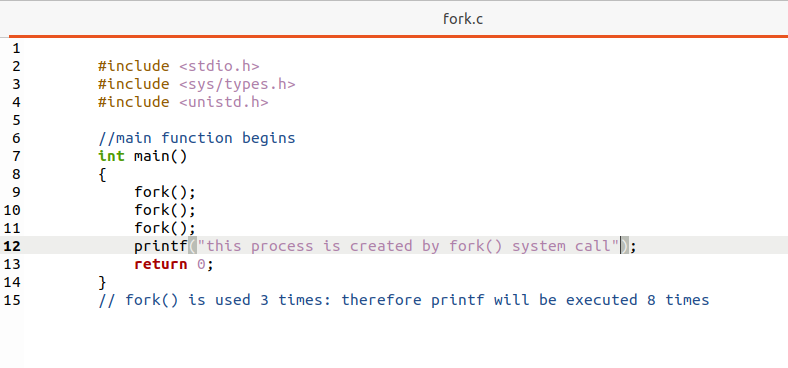 fork.c
1
2 #include <stdio.h>
3 #include <sys/types.h>
4 #include <unistd.h>
5
6 //main function begins
7 int main()
8 {
9 fork();
10 fork();
11 fork();
12 printf("this process is created by fork() system call");
13 return 0;
14 }
15 // fork() is used 3 times: therefore printf will be executed 8 times